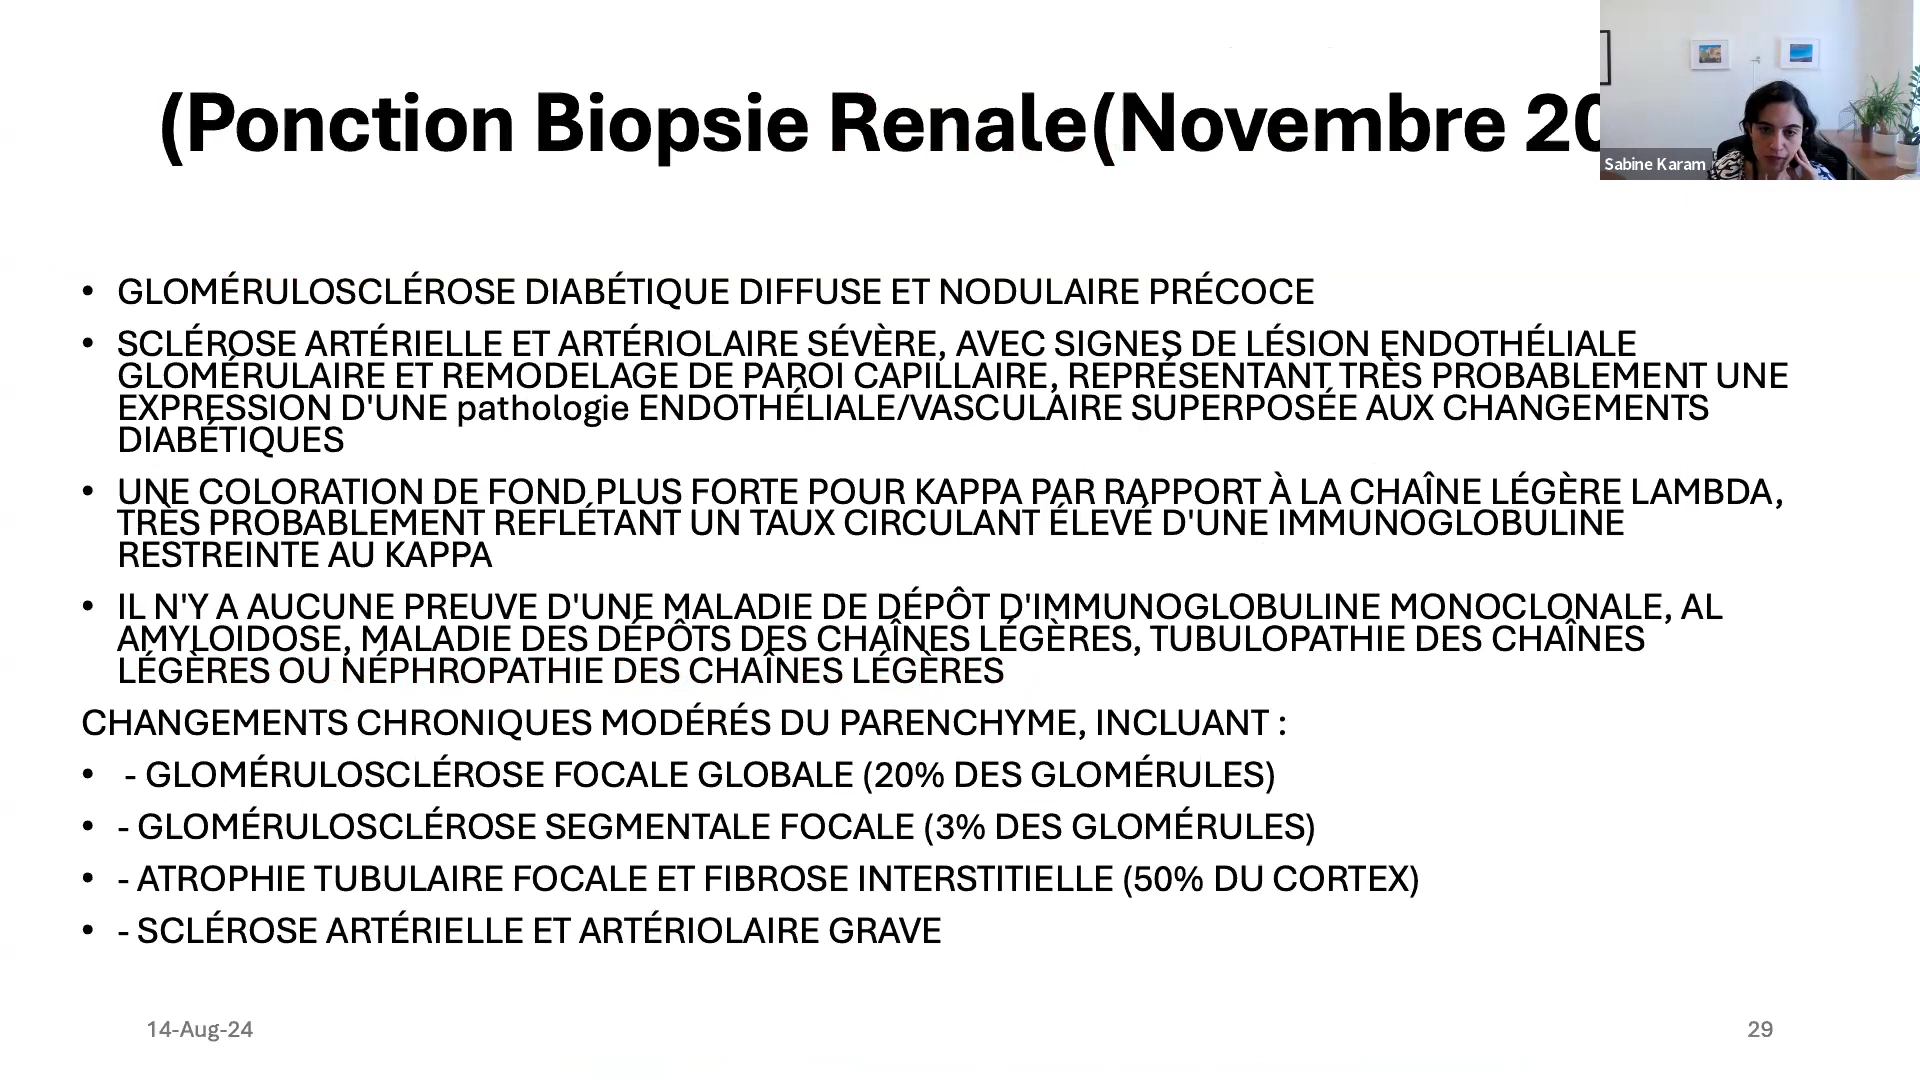 (Ponction Biopsie Renale(Novembre
Sabine Karam
• GLOMÉRULOSCLÉROSE DIABÉTIQUE DIFFUSE ET NODULAIRE PRÉCOCE
• SCLÉROSE ARTÉRIELLE ET ARTÉRIOLAIRE SÉVÈRE, AVEC SIGNES DE LÉSION ENDOTHÉLIALE
GLOMÉRULAIRE ET REMODELAGE DE PAROI CAPILLAIRE, REPRÉSENTANT TRÈS PROBABLEMENT UNE
EXPRESSION D'UNE pathologie ENDOTHÉLIALE/VASCULAIRE SUPERPOSÉE AUX CHANGEMENTS
DIABÉTIQUES
• UNE COLORATION DE FOND PLUS FORTE POUR KAPPA PAR RAPPORT À LA CHAÎNE LÉGÈRE LAMBDA,
TRÈS PROBABLEMENT REFLÉTANT UN TAUX CIRCULANT ÉLEVÉ D'UNE IMMUNOGLOBULINE
RESTREINTE AU KAPPA
• IL N'Y A AUCUNE PREUVE D'UNE MALADIE DE DÉPÔT D'IMMUNOGLOBULINE MONOCLONALE, AL
AMYLOIDOSE, MALADIE DES DÉPÔTS DES CHAÎNES LÉGÈRES, TUBULOPATHIE DES CHAÎNES
LÉGÈRES OU NÉPHROPATHIE DES CHAÎNES LÉGÈRES
CHANGEMENTS CHRONIQUES MODÉRÉS DU PARENCHYME, INCLUANT :
• - GLOMÉRULOSCLÉROSE FOCALE GLOBALE (20% DES GLOMÉRULES)
• - GLOMÉRULOSCLÉROSE SEGMENTALE FOCALE (3% DES GLOMÉRULES)
• - ATROPHIE TUBULAIRE FOCALE ET FIBROSE INTERSTITIELLE (50% DU CORTEX)
• - SCLÉROSE ARTÉRIELLE ET ARTÉRIOLAIRE GRAVE
14-Aug-24
29